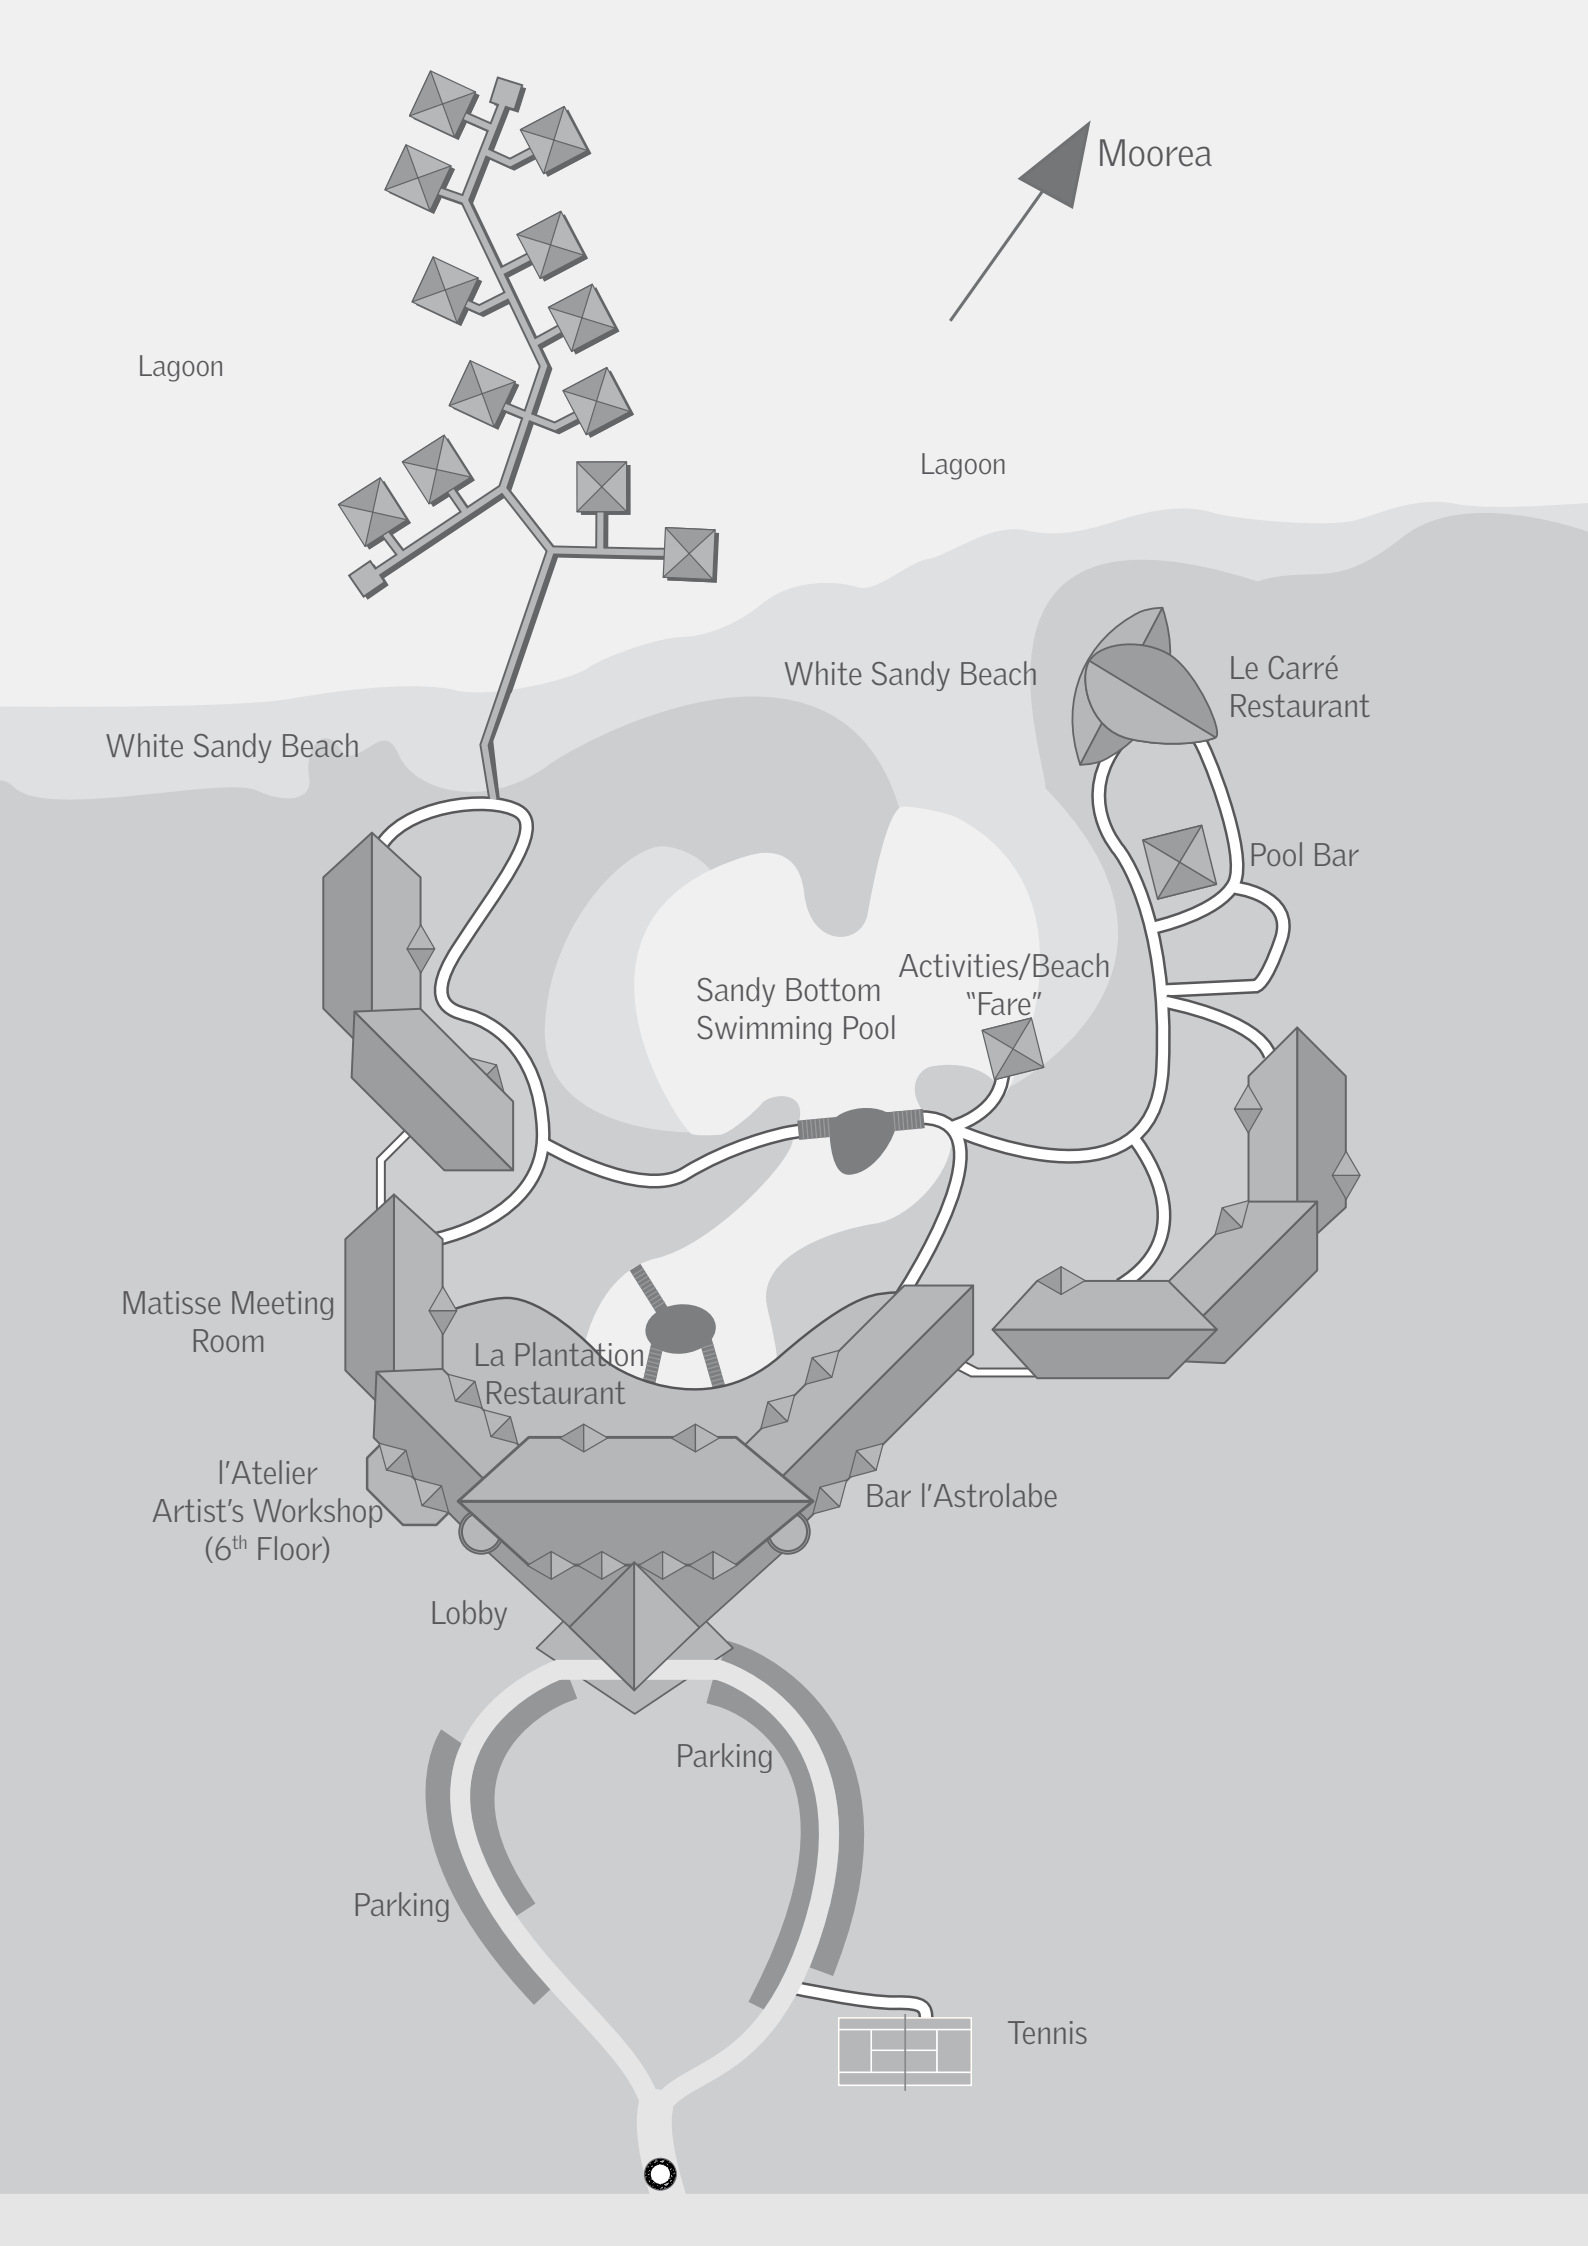 Moorea
Lagoon
Lagoon
White Sandy Beach
Le Carré
Restaurant
White Sandy Beach
Pool Bar
Activities/Beach
“Fare”
Sandy Bottom
Swimming Pool
Matisse Meeting
Room
La Plantation
Restaurant
l’Atelier
Artist’s Workshop
(6th Floor)
Bar l’Astrolabe
Lobby
Parking
Parking
Tennis